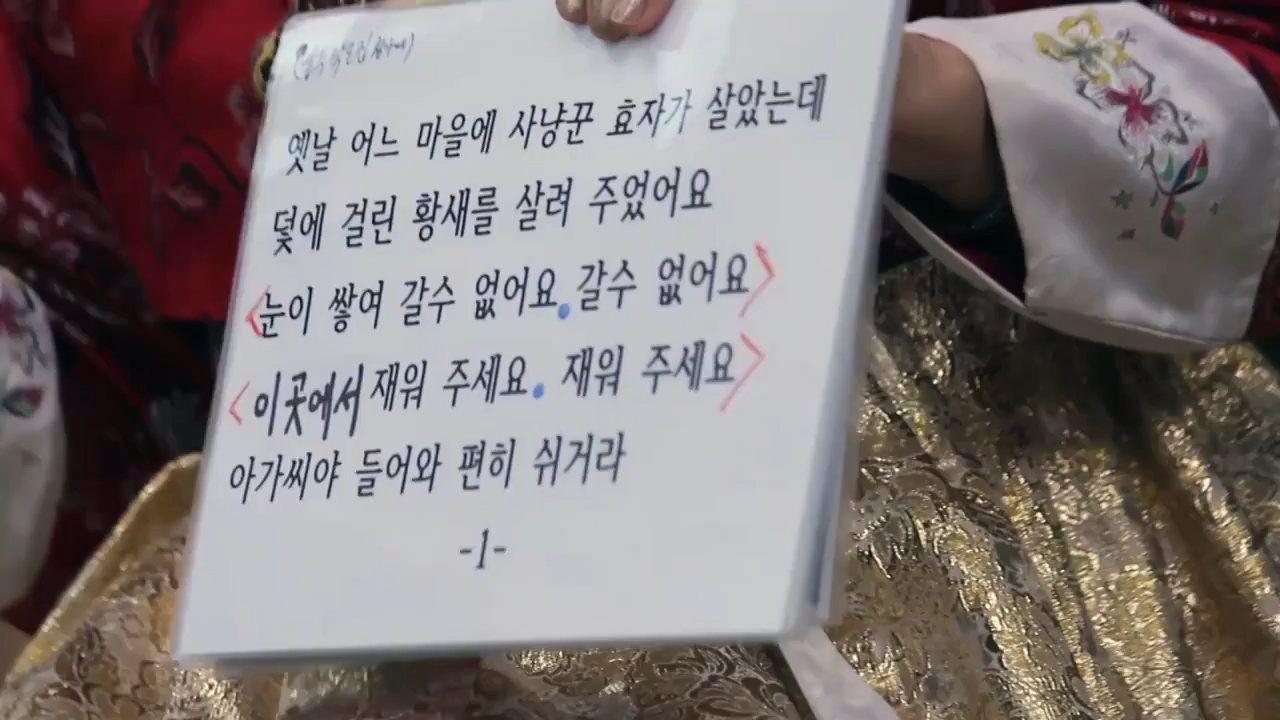 옛날 어느 마을에 사냥꾼 효자가 살았는데
덫에 걸린 황새를 살려 주었어요
<눈이 쌓여 갈수 없어요. 갈수 없어요>
<이곳에서 재워 주세요. 재워 주세요>
아가씨야 들어와 편히 쉬거라
-1-